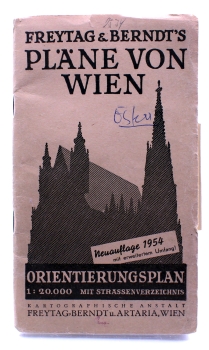 FREYTAG & BERNDT'S
PLÄNE VON
WIEN
Neuauflage 1954
mit erweitertem Umfang!
ORIENTIERUNGSPLAN
1:20.000 MIT STRASSENVERZEICHNIS
KARTOGRAPHISCHE ANSTALT
FREYTAG-BERNDT U. ARTARIA, WIEN